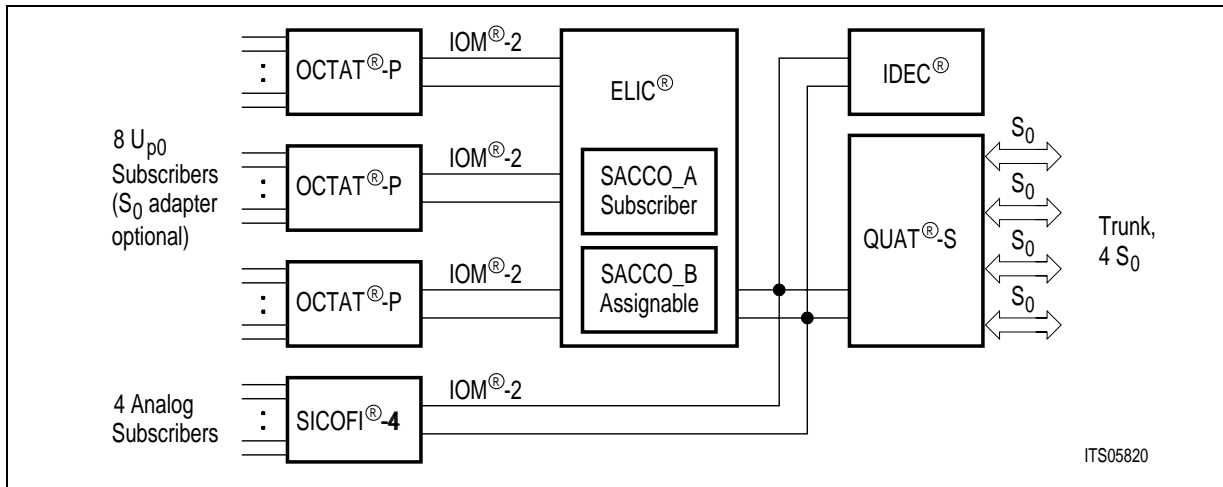 IOM®-2
OCTAT®-P
8 Up0
Subscribers
(S0 adapter
optional)
IOM®-2
OCTAT®-P
IOM®-2
OCTAT®-P
4 Analog
Subscribers
IOM®-2
SICOFI®-4
ELIC®
SACCO_A
Subscriber
SACCO_B
Assignable
IDEC®
QUAT®-S
S0
S0
S0
S0
Trunk,
4 S0
ITS05820